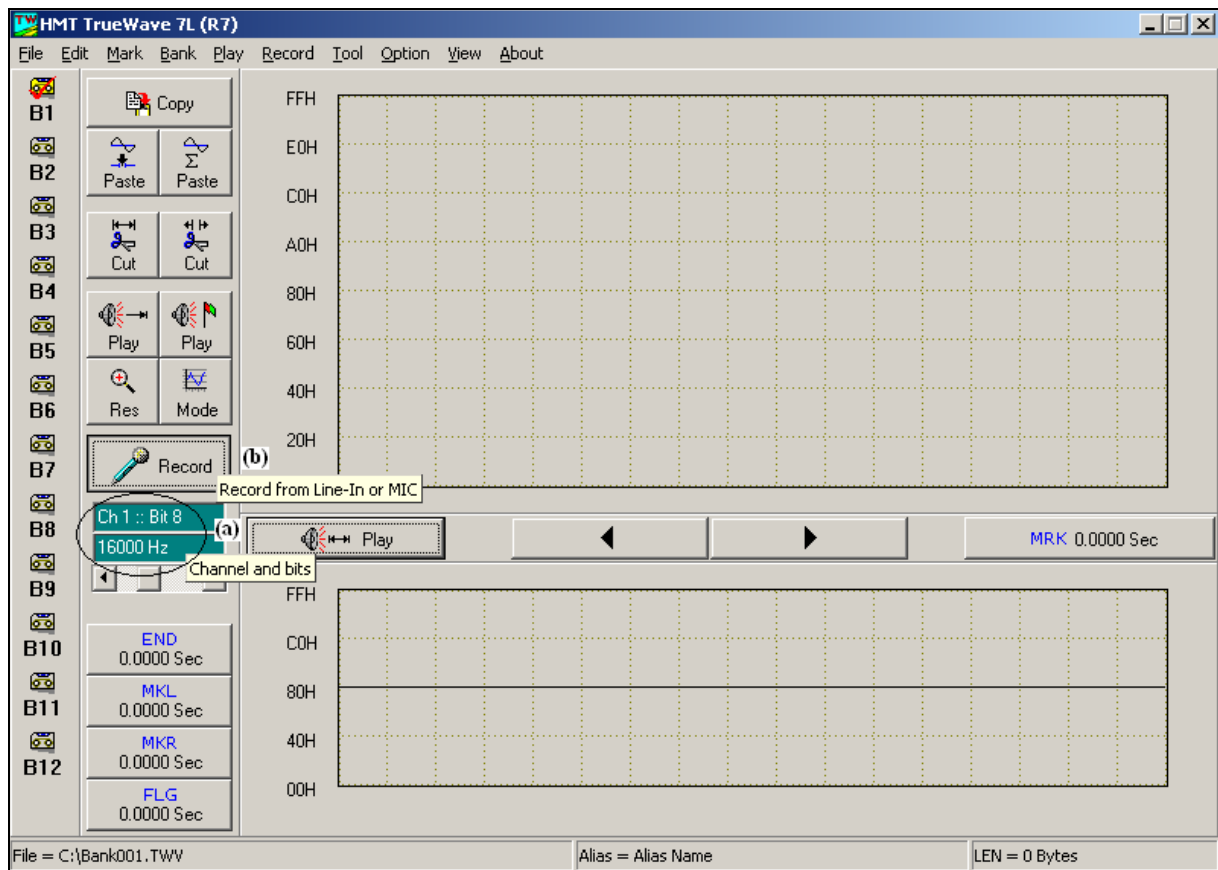 HMT TrueWave 7L (R7)
File Edit Mark Bank Play Record Tool Option View About
B1
B2
B3
B4
B5
B6
B7
B8
B9
B10
B11
B12
Copy
Paste Paste
Cut Cut
Play Play
Res Mode
Record
(b)
Record from Line-In or MIC
Ch 1 :: Bit 8
16000 Hz
(a)
Channel and bits
END
0.0000 Sec
MKL
0.0000 Sec
MKR
0.0000 Sec
FLG
0.0000 Sec
FFH
E0H
C0H
A0H
80H
60H
40H
20H
Play
MRK 0.0000 Sec
FFH
C0H
80H
40H
00H
File = C:\Bank001.TWV
Alias = Alias Name
LEN = 0 Bytes